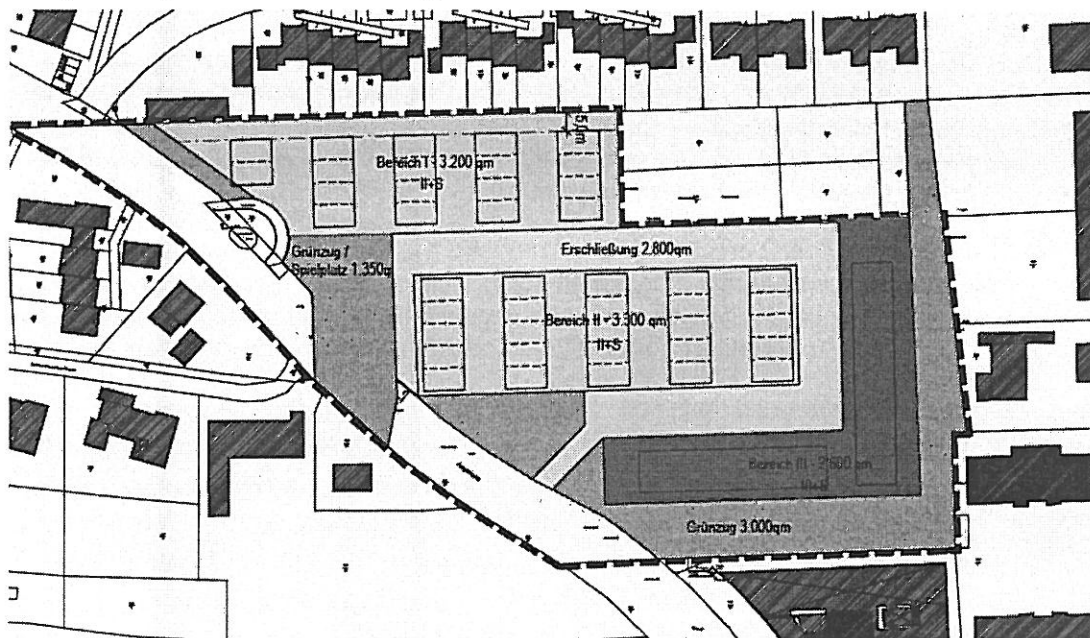 5,0m
Bereich I - 3.200 qm
II+S
Grünzug /
Spielplatz 1.350q
Erschließung 2.800qm
Bereich II - 3.300 qm
II+S
Bereich III - 2.600 qm
Grünzug 3.000qm